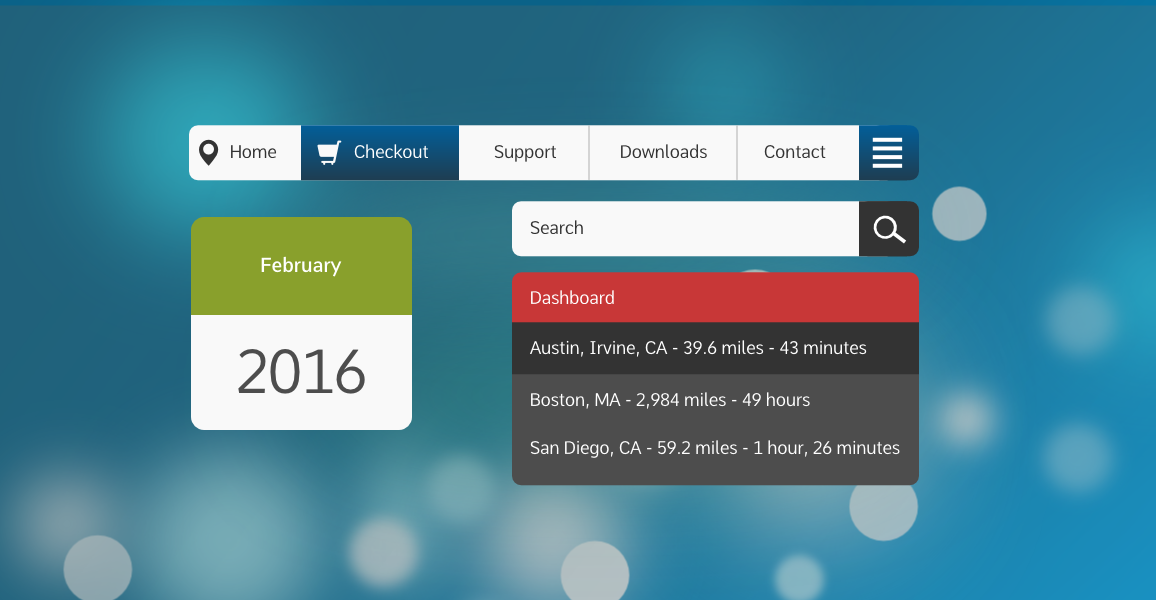 Home
Checkout
Support
Downloads
Contact
Search
February
2016
Dashboard
Austin, Irvine, CA - 39.6 miles - 43 minutes
Boston, MA - 2,984 miles - 49 hours
San Diego, CA - 59.2 miles - 1 hour, 26 minutes